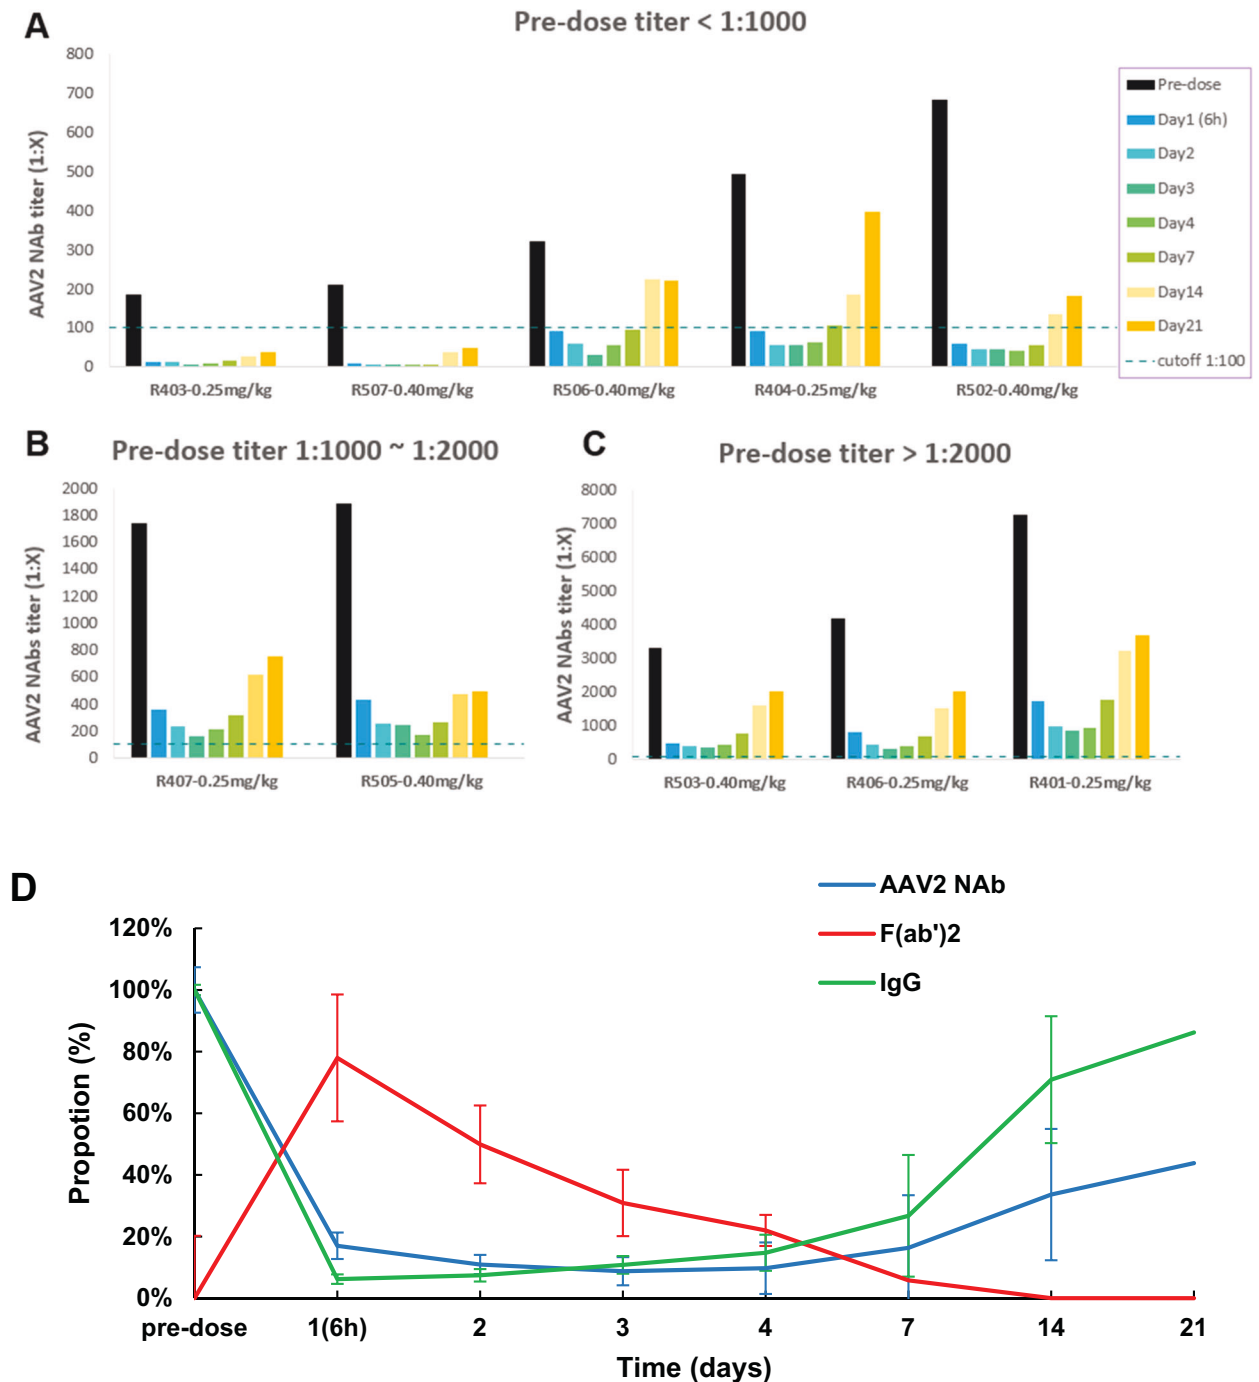 A
Pre-dose titer < 1:1000
AAV2 NAb titer (1:X)
800
700
600
500
400
300
200
100
0
R403-0.25mg/kg
R507-0.40mg/kg
R506-0.40mg/kg
R404-0.25mg/kg
R502-0.40mg/kg
Pre-dose
Day1 (6h)
Day2
Day3
Day4
Day7
Day14
Day21
cutoff 1:100
B
Pre-dose titer 1:1000 ~ 1:2000
AAV2 NAbs titer (1:X)
2000
1800
1600
1400
1200
1000
800
600
400
200
0
R407-0.25mg/kg
R505-0.40mg/kg
C
Pre-dose titer > 1:2000
AAV2 NAbs titer (1:X)
8000
7000
6000
5000
4000
3000
2000
1000
0
R503-0.40mg/kg
R406-0.25mg/kg
R401-0.25mg/kg
D
AAV2 NAb
F(ab')2
IgG
Propotion (%)
120%
100%
80%
60%
40%
20%
0%
pre-dose
1(6h)
2
3
4
7
14
21
Time (days)